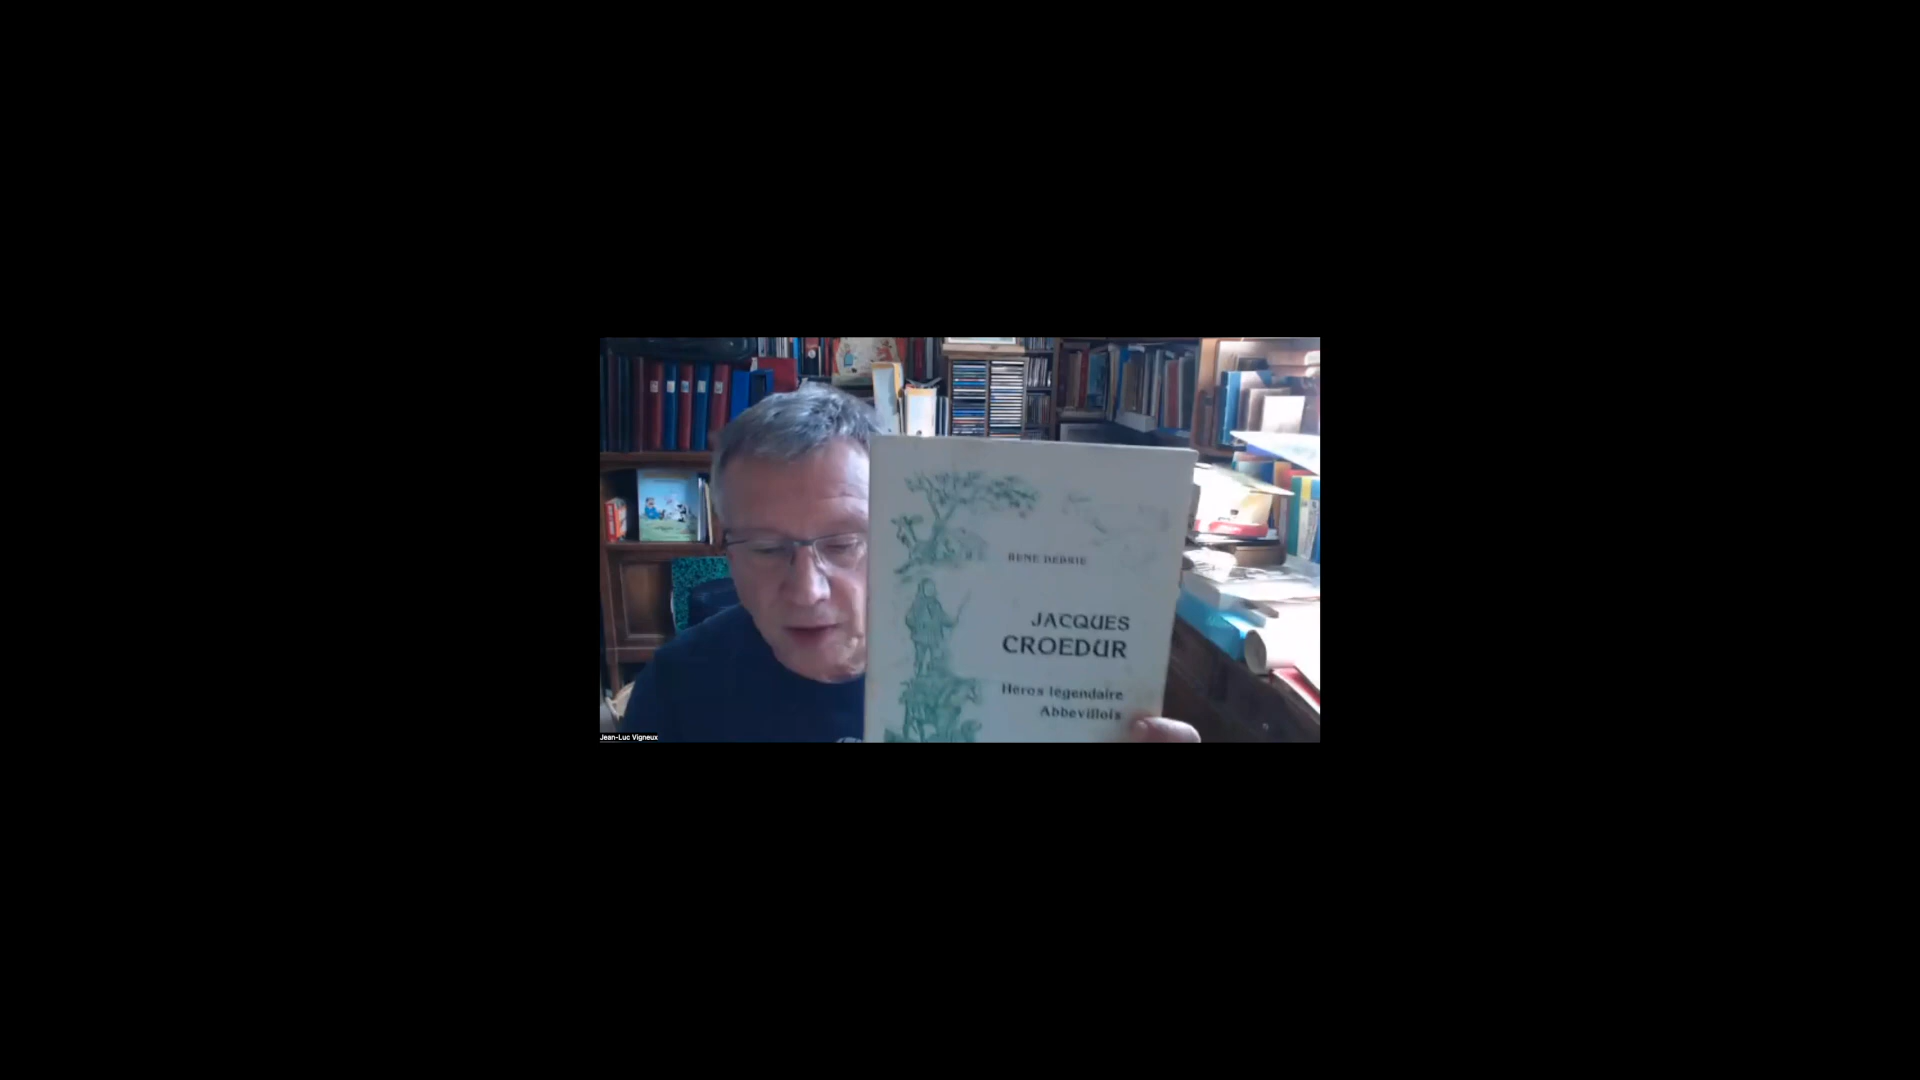 RENE DEBRIE
JACQUES
CROEDUR
Héros légendaire
Abbevillois
Jean-Luc Vigneux